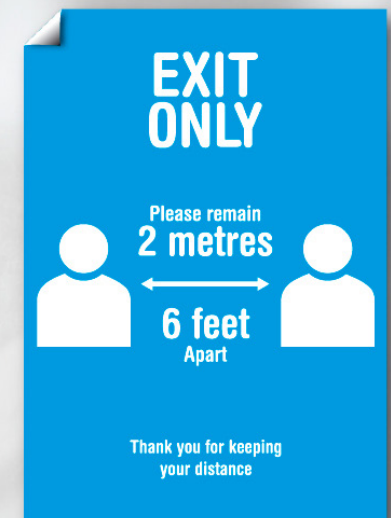 EXIT
ONLY
Please remain
2 metres
6 feet
Apart
Thank you for keeping
your distance